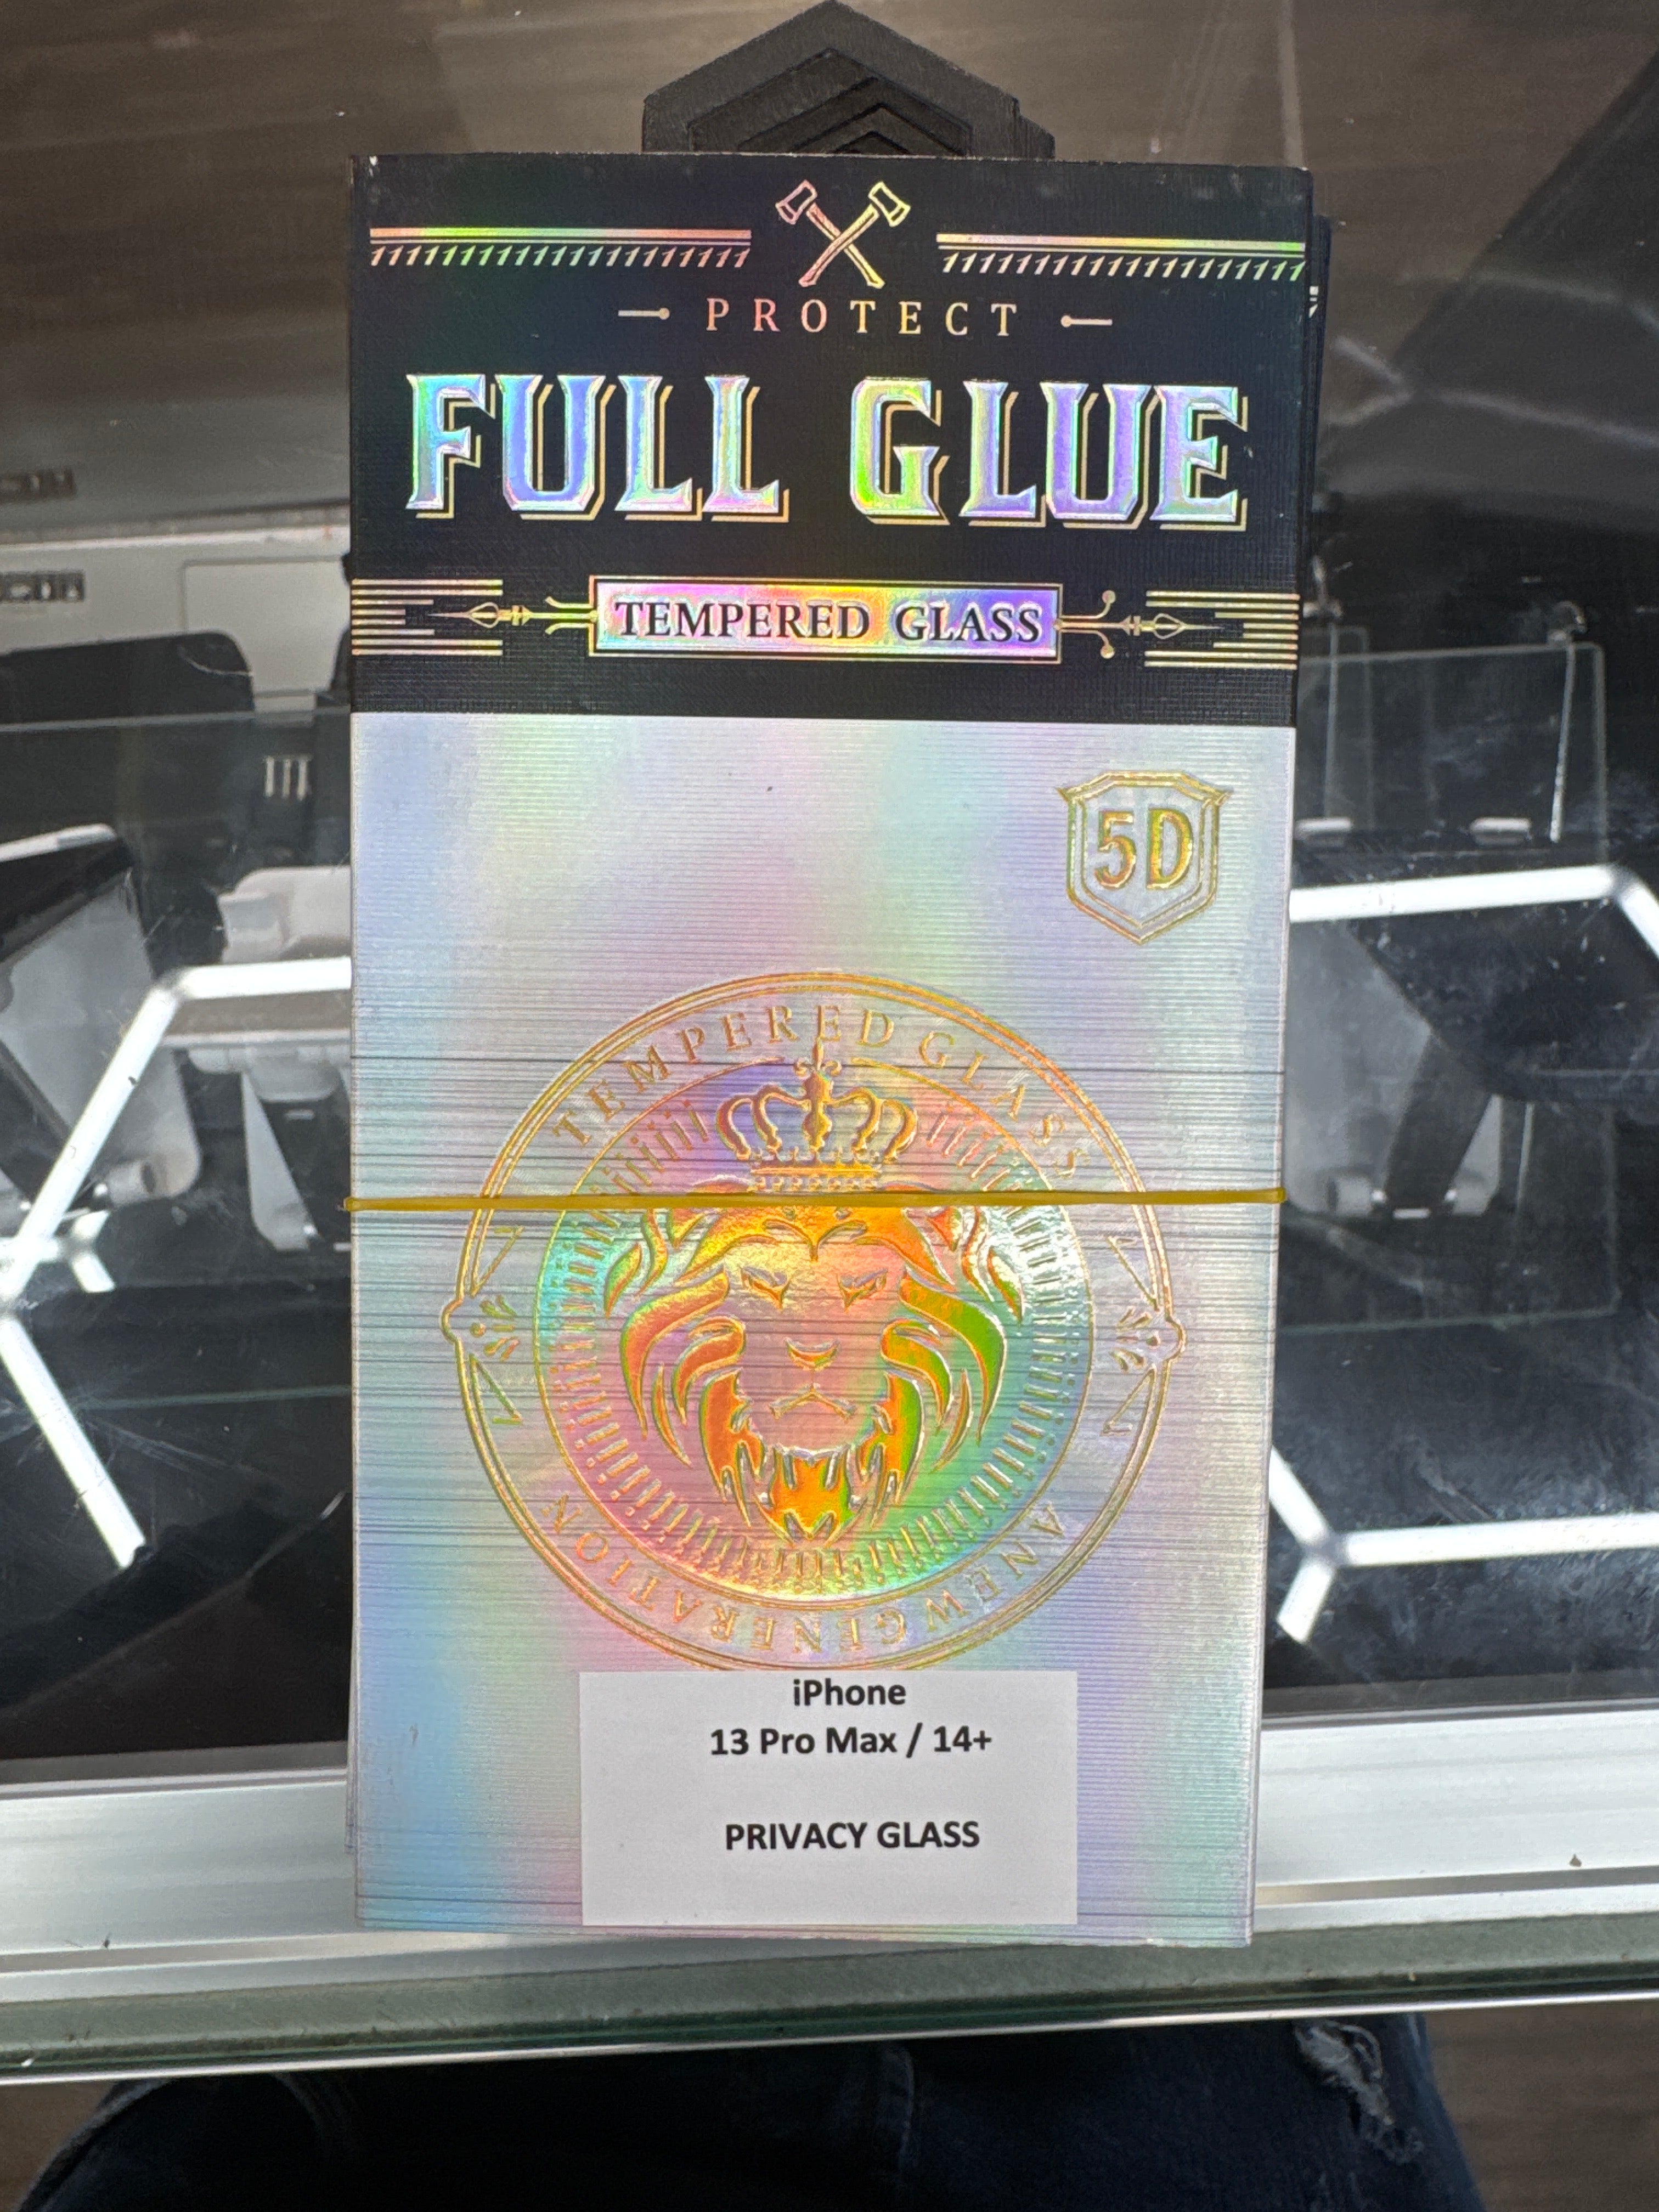 PROTECT
FULL GLUE
TEMPERED GLASS
5D
TEMPERED GLASS
A NEW GENERATION
iPhone
13 Pro Max / 14+
PRIVACY GLASS